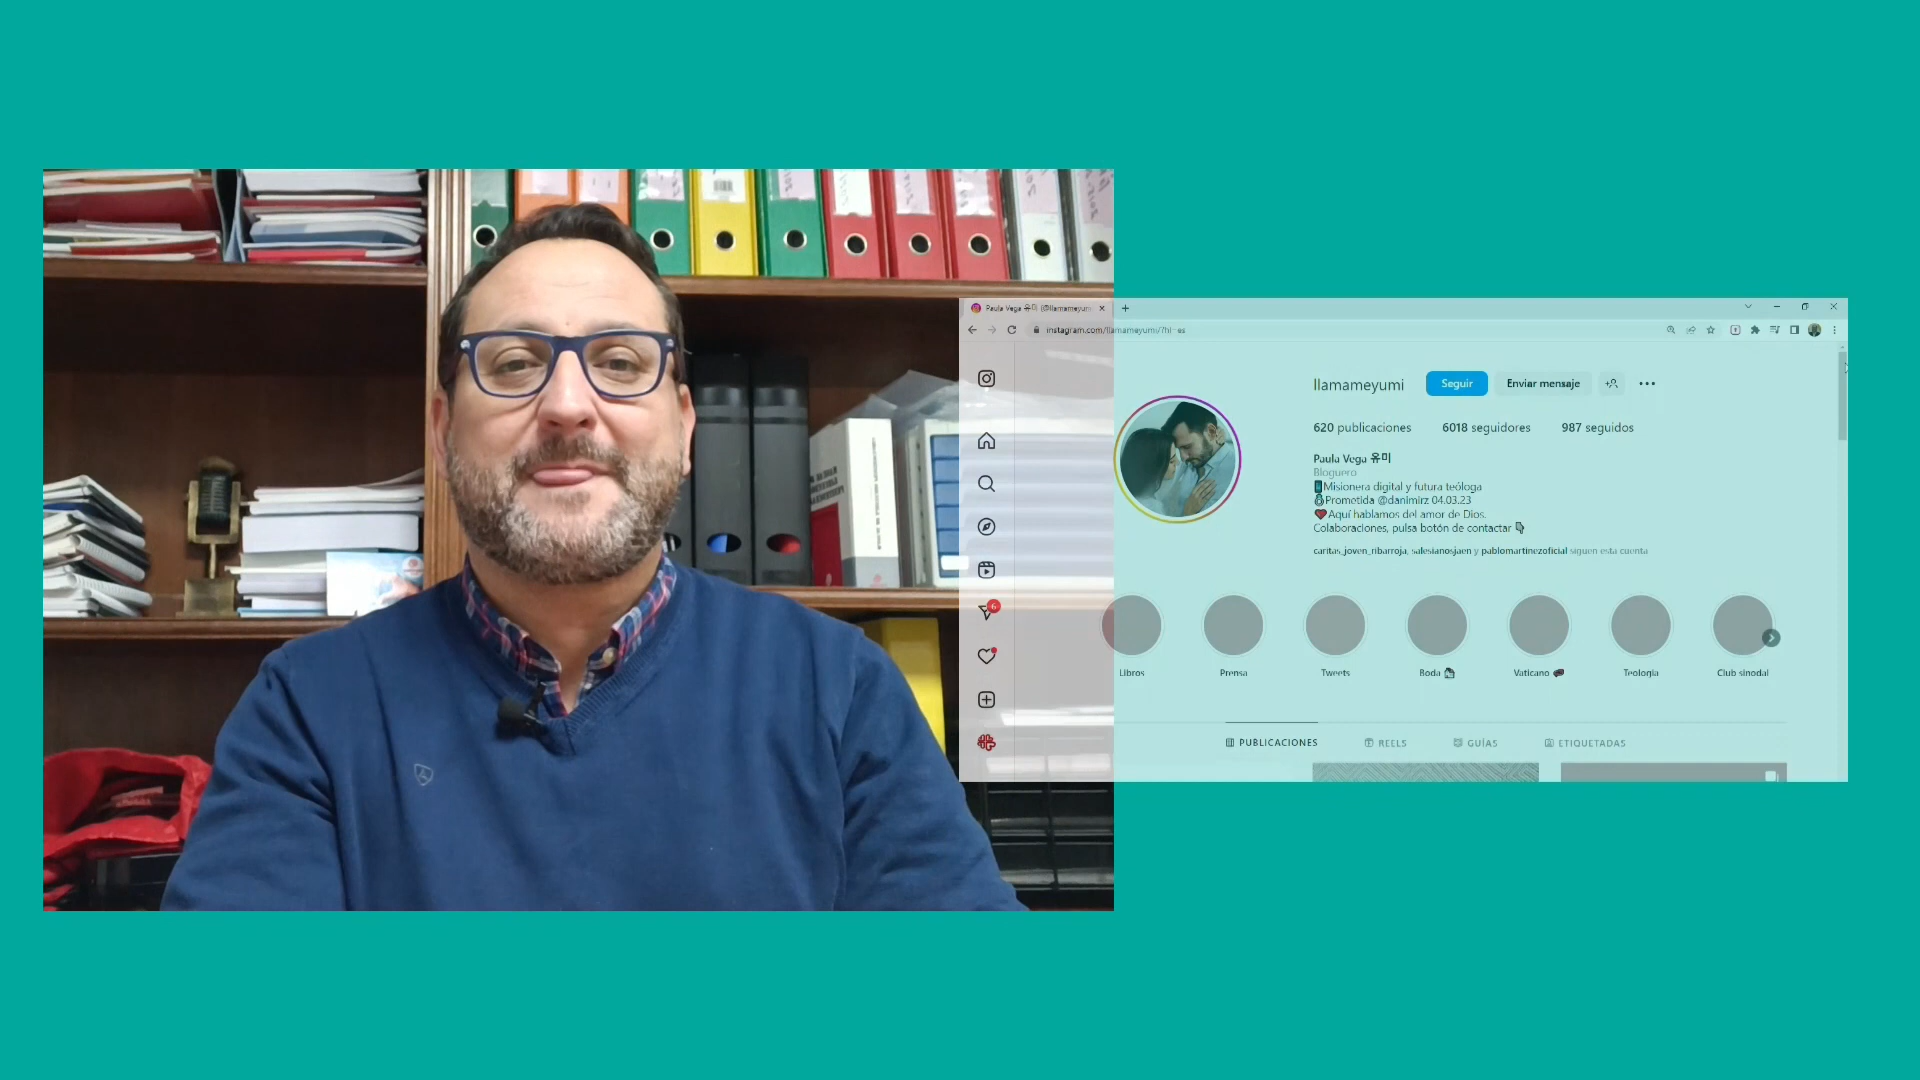 Paula Vega 유미 (@llamameyumi
instagram.com/llamameyumi/?hl=es
llamameyumi
Seguir
Enviar mensaje
620 publicaciones
6018 seguidores
987 seguidos
Paula Vega 유미
Bloguero
Misionera digital y futura teóloga
Prometida @danimirz 04.03.23
Aquí hablamos del amor de Dios.
Colaboraciones, pulsa botón de contactar
caritas_joven_ribarroja, salesianosjaen y pablomartinezoficial siguen esta cuenta
6
Libros
Prensa
Tweets
Boda
Vaticano
Teologia
Club sinodal
PUBLICACIONES
REELS
GUÍAS
ETIQUETADAS